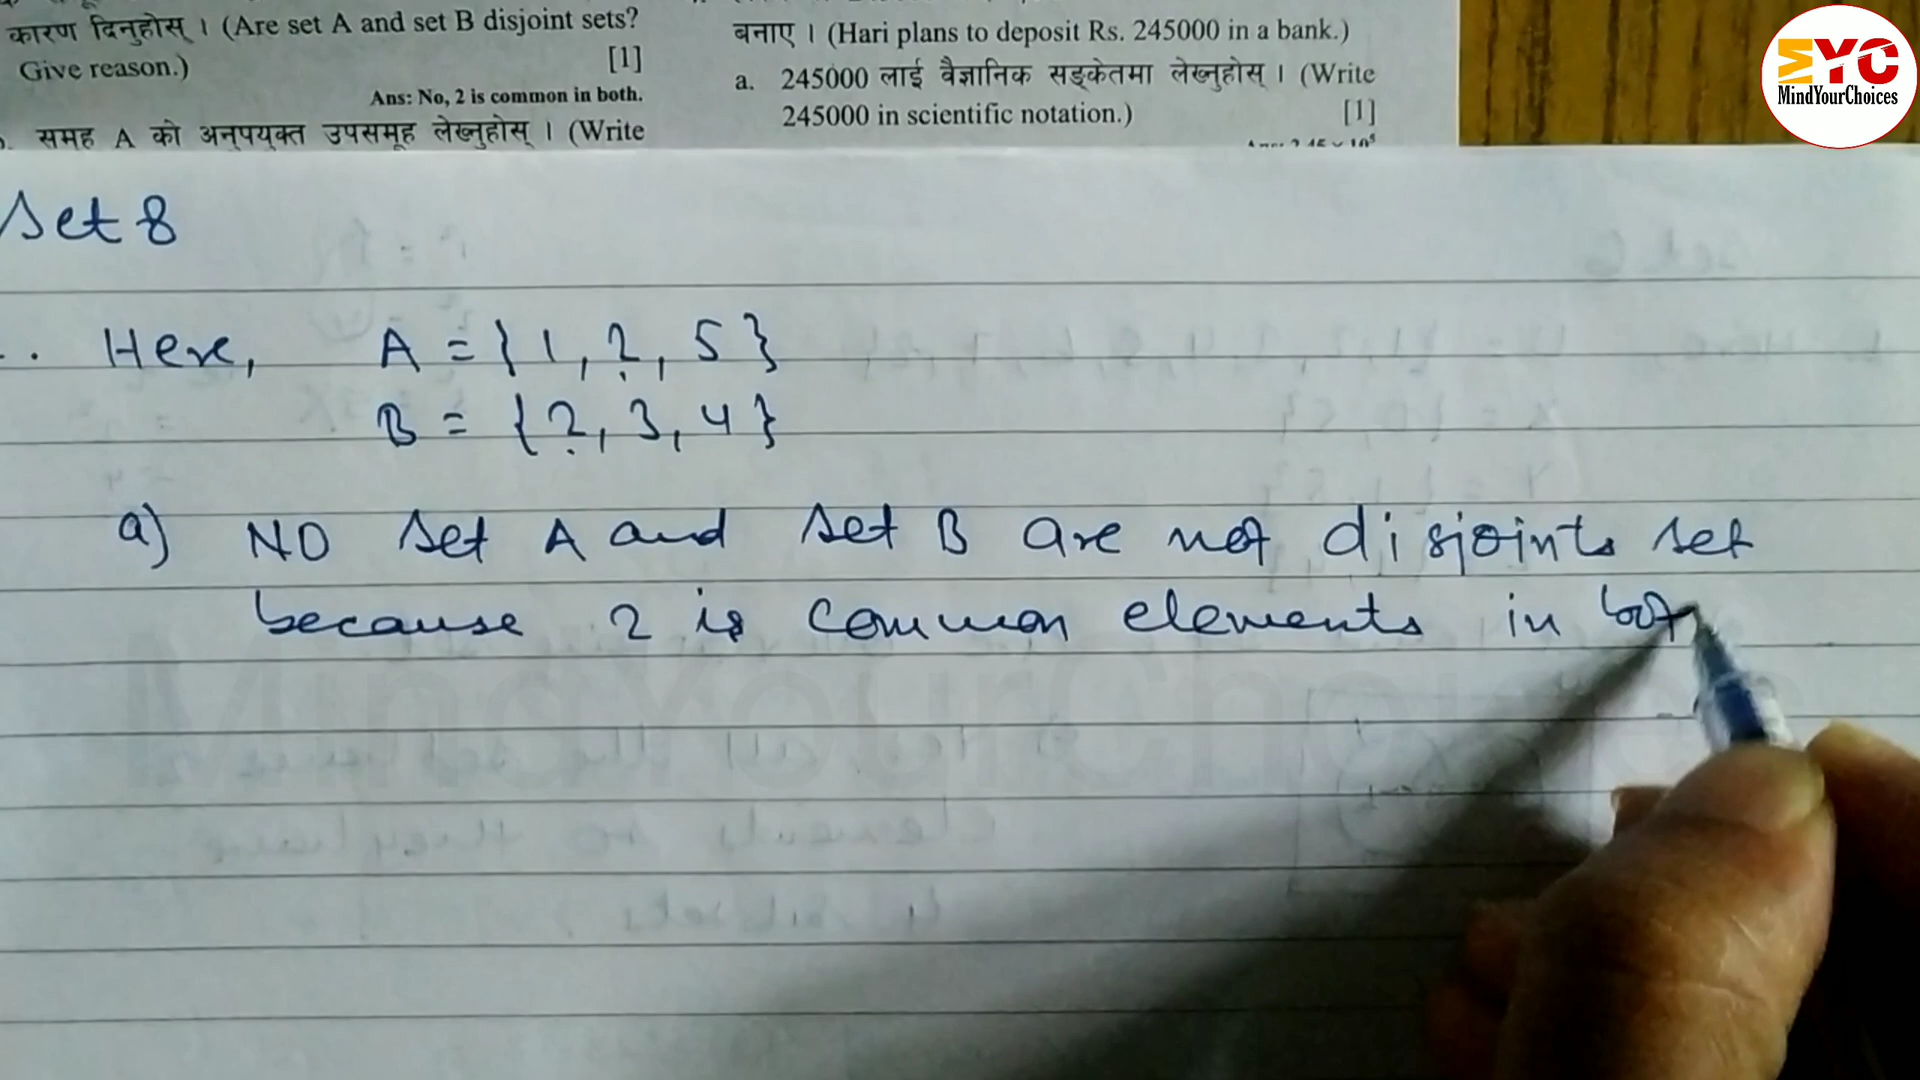 कारण दिनुहोस् । (Are set A and set B disjoint sets?
Give reason.) [1]
Ans: No, 2 is common in both.
समूह A को अनुपयुक्त उपसमूह लेख्नुहोस् । (Write
बनाए । (Hari plans to deposit Rs. 245000 in a bank.)
a. 245000 लाई वैज्ञानिक सङ्केतमा लेख्नुहोस् । (Write
245000 in scientific notation.) [1]
MYC
MindYourChoices
Set 8
Here, A = {1, 2, 5}
B = {2, 3, 4}
a) NO set A and set B are not disjoints set
because 2 is common elements in bot
MindYourChoices